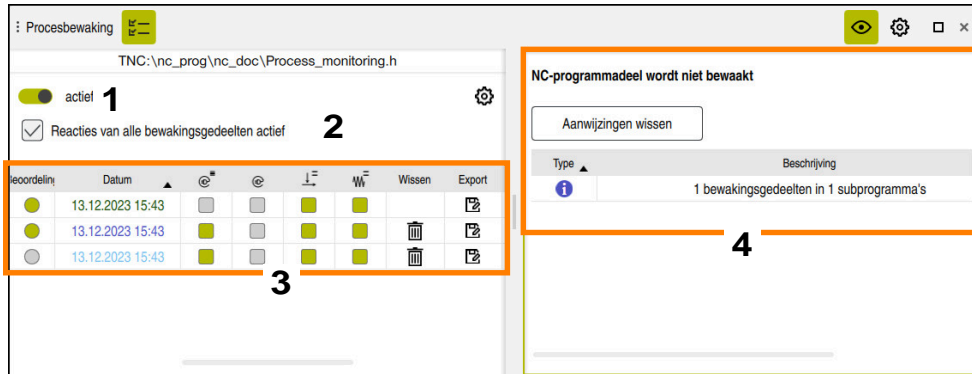 Procesbewaking
TNC:\nc_prog\nc_doc\Process_monitoring.h
actief 1
Reacties van alle bewakingsgedeelten actief 2
Beoordeling Datum Wissen Export
13.12.2023 15:43
13.12.2023 15:43
13.12.2023 15:43
3
NC-programmadeel wordt niet bewaakt
Aanwijzingen wissen
Type Beschrijving
1 bewakingsgedeelten in 1 subprogramma's
4